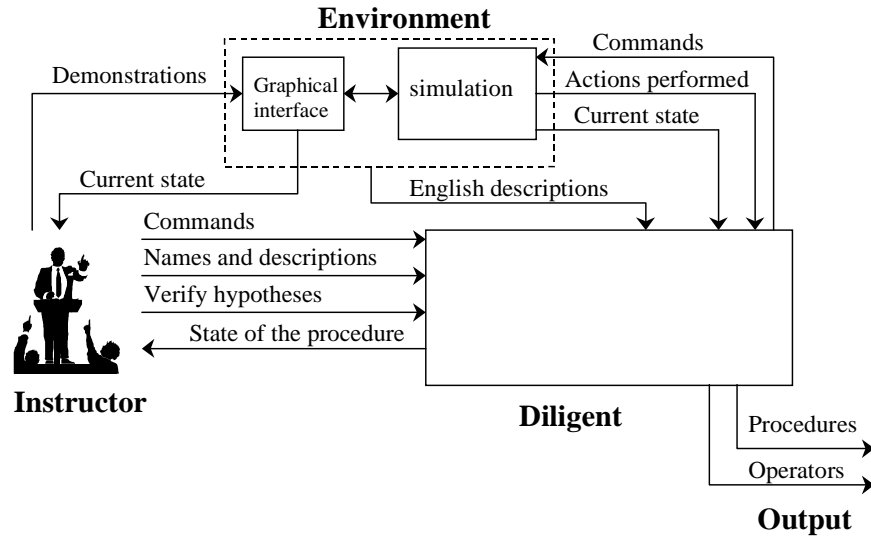 Environment
Commands
Demonstrations
Graphical
interface
simulation
Actions performed
Current state
Current state
English descriptions
Commands
Names and descriptions
Verify hypotheses
State of the procedure
Instructor
Diligent
Procedures
Operators
Output